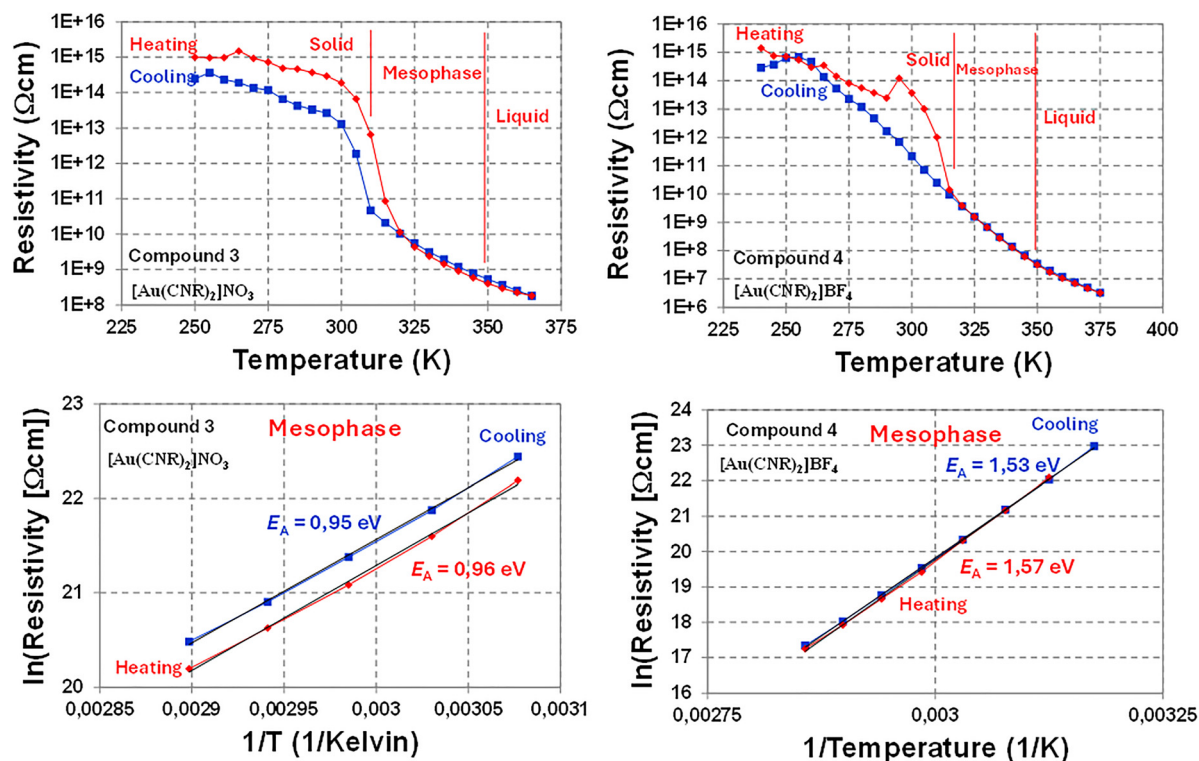 Resistivity (Ωcm)
1E+16
1E+15
1E+14
1E+13
1E+12
1E+11
1E+10
1E+9
1E+8
Heating
Cooling
Solid
Mesophase
Liquid
Compound 3
[Au(CNR)₂]NO₃
225 250 275 300 325 350 375
Temperature (K)
Resistivity (Ωcm)
1E+16
1E+15
1E+14
1E+13
1E+12
1E+11
1E+10
1E+9
1E+8
1E+7
1E+6
Heating
Cooling
Solid
Mesophase
Liquid
Compound 4
[Au(CNR)₂]BF₄
225 250 275 300 325 350 375 400
Temperature (K)
ln(Resistivity [Ωcm])
23
22
21
20
Compound 3
[Au(CNR)₂]NO₃
Mesophase
Cooling
E_A = 0,95 eV
E_A = 0,96 eV
Heating
0,00285 0,0029 0,00295 0,003 0,00305 0,0031
1/T (1/Kelvin)
ln(Resistivity [Ωcm])
24
23
22
21
20
19
18
17
16
Compound 4
[Au(CNR)₂]BF₄
Mesophase
Cooling
E_A = 1,53 eV
E_A = 1,57 eV
Heating
0,00275 0,003 0,00325
1/Temperature (1/K)